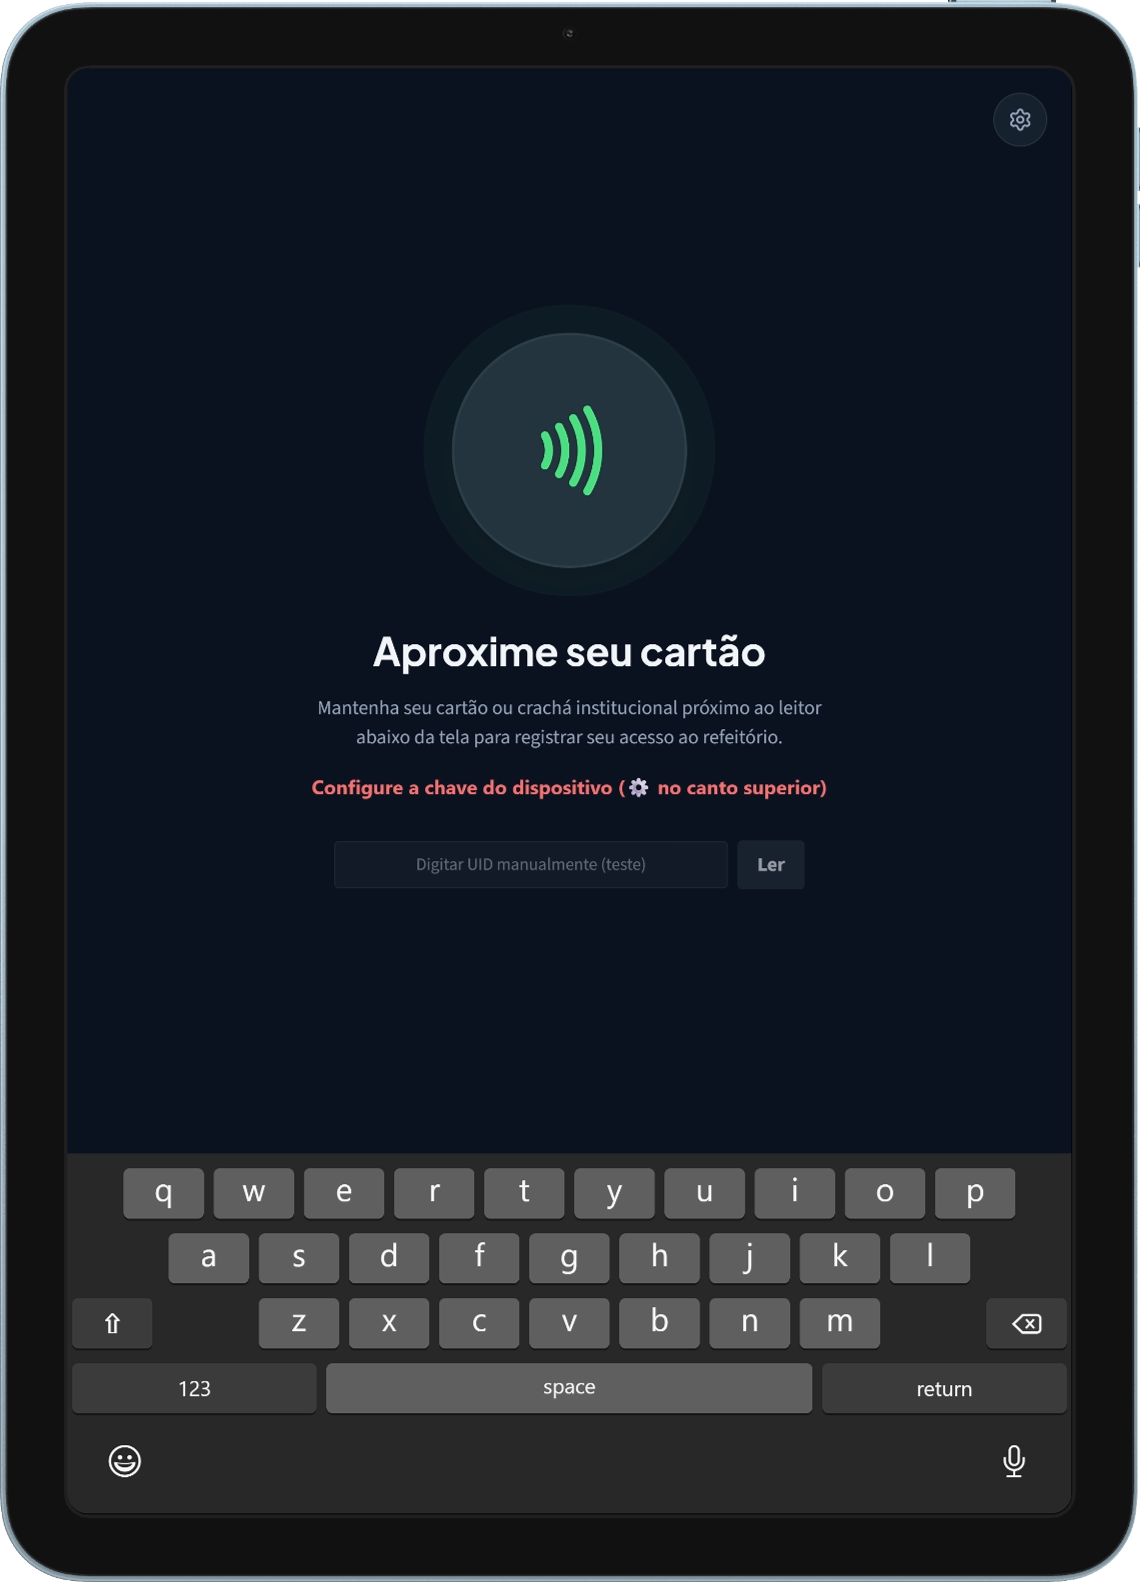 Aproxime seu cartão
Mantenha seu cartão ou crachá institucional próximo ao leitor
abaixo da tela para registrar seu acesso ao refeitório.
Configure a chave do dispositivo (⚙ no canto superior)
Digitar UID manualmente (teste) Ler
q w e r t y u i o p
a s d f g h j k l
z x c v b n m
123 space return